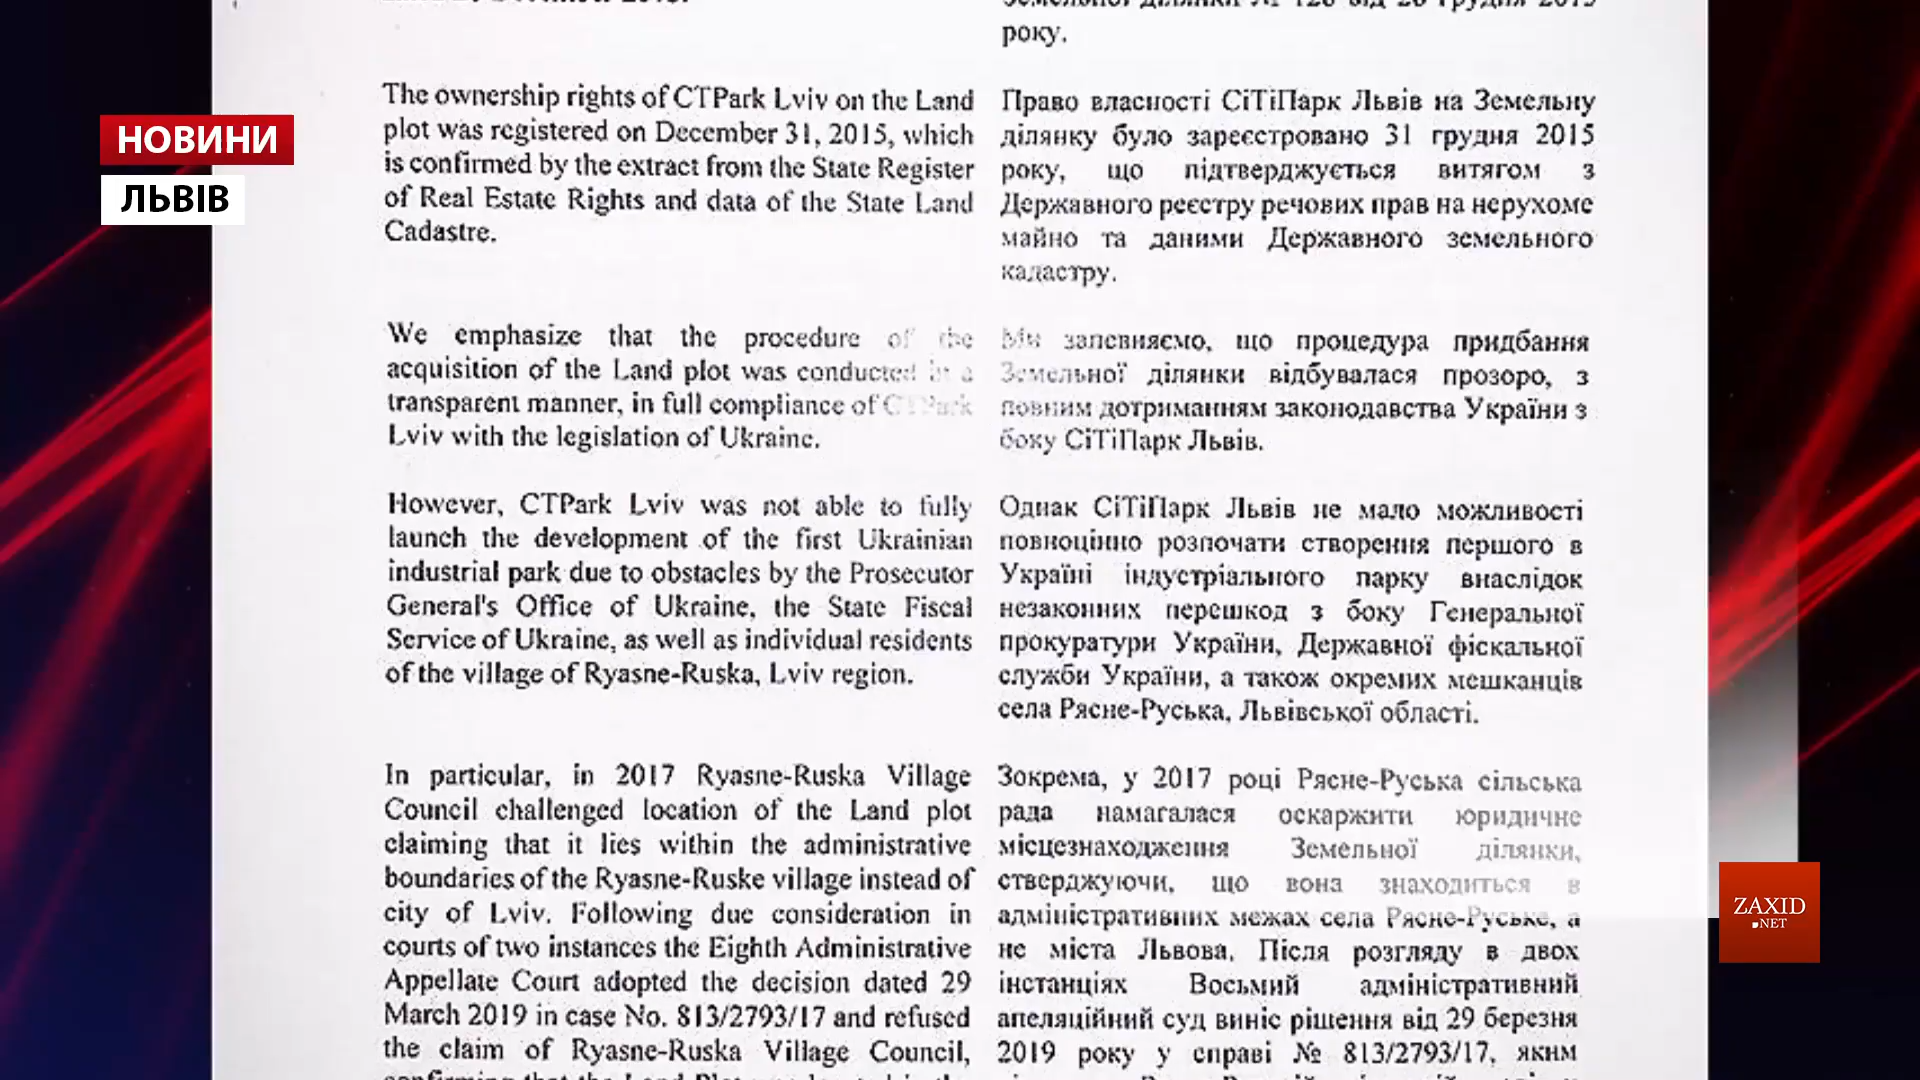 року.
The ownership rights of CTPark Lviv on the Land
plot was registered on December 31, 2015, which
is confirmed by the extract from the State Register
of Real Estate Rights and data of the State Land
Cadastre.
We emphasize that the procedure of the
acquisition of the Land plot was conducted in a
transparent manner, in full compliance of CTPark
Lviv with the legislation of Ukraine.
However, CTPark Lviv was not able to fully
launch the development of the first Ukrainian
industrial park due to obstacles by the Prosecutor
General's Office of Ukraine, the State Fiscal
Service of Ukraine, as well as individual residents
of the village of Ryasne-Ruska, Lviv region.
In particular, in 2017 Ryasne-Ruska Village
Council challenged location of the Land plot
claiming that it lies within the administrative
boundaries of the Ryasne-Ruske village instead of
city of Lviv. Following due consideration in
courts of two instances the Eighth Administrative
Appellate Court adopted the decision dated 29
March 2019 in case No. 813/2793/17 and refused
the claim of Ryasne-Ruska Village Council,
Право власності СіТіПарк Львів на Земельну
ділянку було зареєстровано 31 грудня 2015
року, що підтверджується витягом з
Державного реєстру речових прав на нерухоме
майно та даними Державного земельного
кадастру.
Ми запевняємо, що процедура придбання
Земельної ділянки відбувалася прозоро, з
повним дотриманням законодавства України з
боку СіТіПарк Львів.
Однак СіТіПарк Львів не мало можливості
повноцінно розпочати створення першого в
Україні індустріального парку внаслідок
незаконних перешкод з боку Генеральної
прокуратури України, Державної фіскальної
служби України, а також окремих мешканців
села Рясне-Руська, Львівської області.
Зокрема, у 2017 році Рясне-Руська сільська
рада намагалася оскаржити юридичне
місцезнаходження Земельної ділянки,
стверджуючи, що вона знаходиться в
адміністративних межах села Рясне-Руське, а
не міста Львова. Після розгляду в двох
інстанціях Восьмий адміністративний
апеляційний суд виніс рішення від 29 березня
2019 року у справі № 813/2793/17, яким
НОВИНИ
ЛЬВІВ
ZAXID
.NET